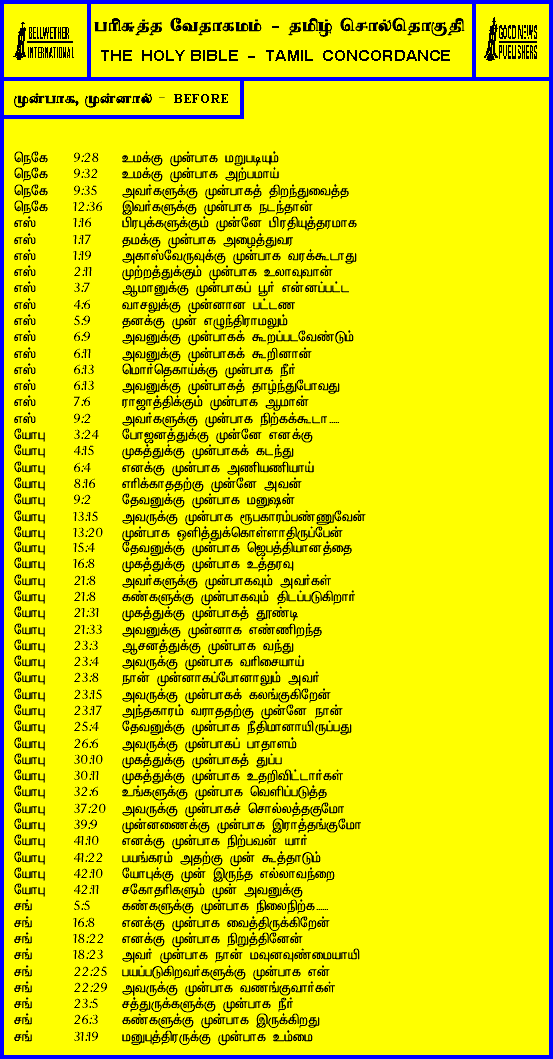 BELLWETHER
INTERNATIONAL
பரிசுத்த வேதாகமம் - தமிழ் சொல்தொகுதி
THE HOLY BIBLE - TAMIL CONCORDANCE
GOOD NEWS
PUBLISHERS
முன்பாக, முன்னால் - BEFORE
நெகே 9:28 உமக்கு முன்பாக மறுபடியும்
நெகே 9:32 உமக்கு முன்பாக அற்பமாய்
நெகே 9:35 அவர்களுக்கு முன்பாகத் திறந்துவைத்த
நெகே 12:36 இவர்களுக்கு முன்பாக நடந்தான்
எஸ் 1:16 பிரபுக்களுக்கும் முன்னே பிரதியுத்தரமாக
எஸ் 1:17 தமக்கு முன்பாக அழைத்துவர
எஸ் 1:19 அகாஸ்வேருவுக்கு முன்பாக வரக்கூடாது
எஸ் 2:11 முற்றத்துக்கும் முன்பாக உலாவுவான்
எஸ் 3:7 ஆமானுக்கு முன்பாகப் பூர் என்னப்பட்ட
எஸ் 4:6 வாசலுக்கு முன்னான பட்டண
எஸ் 5:9 தனக்கு முன் எழுந்திராமலும்
எஸ் 6:9 அவனுக்கு முன்பாகக் கூறப்படவேண்டும்
எஸ் 6:11 அவனுக்கு முன்பாகக் கூறினான்
எஸ் 6:13 மொர்தெகாய்க்கு முன்பாக நீர்
எஸ் 6:13 அவனுக்கு முன்பாகத் தாழ்ந்துபோவது
எஸ் 7:6 ராஜாத்திக்கும் முன்பாக ஆமான்
எஸ் 9:2 அவர்களுக்கு முன்பாக நிற்கக்கூடா.....
யோபு 3:24 போஜனத்துக்கு முன்னே எனக்கு
யோபு 4:15 முகத்துக்கு முன்பாகக் கடந்து
யோபு 6:4 எனக்கு முன்பாக அணியணியாய்
யோபு 8:16 எரிக்காததற்கு முன்னே அவன்
யோபு 9:2 தேவனுக்கு முன்பாக மனுஷன்
யோபு 13:15 அவருக்கு முன்பாக ரூபகாரம்பண்ணுவேன்
யோபு 13:20 முன்பாக ஒளித்துக்கொள்ளாதிருப்பேன்
யோபு 15:4 தேவனுக்கு முன்பாக ஜெபத்தியானத்தை
யோபு 16:8 முகத்துக்கு முன்பாக உத்தரவு
யோபு 21:8 அவர்களுக்கு முன்பாகவும் அவர்கள்
யோபு 21:8 கண்களுக்கு முன்பாகவும் திடப்படுகிறார்
யோபு 21:31 முகத்துக்கு முன்பாகத் தூண்டி
யோபு 21:33 அவனுக்கு முன்னாக எண்ணிறந்த
யோபு 23:3 ஆசனத்துக்கு முன்பாக வந்து
யோபு 23:4 அவருக்கு முன்பாக வரிசையாய்
யோபு 23:8 நான் முன்னாகப்போனாலும் அவர்
யோபு 23:15 அவருக்கு முன்பாகக் கலங்குகிறேன்
யோபு 23:17 அந்தகாரம் வராததற்கு முன்னே நான்
யோபு 25:4 தேவனுக்கு முன்பாக நீதிமானாயிருப்பது
யோபு 26:6 அவருக்கு முன்பாகப் பாதாளம்
யோபு 30:10 முகத்துக்கு முன்பாகத் துப்ப
யோபு 30:11 முகத்துக்கு முன்பாக உதறிவிட்டார்கள்
யோபு 32:6 உங்களுக்கு முன்பாக வெளிப்படுத்த
யோபு 37:20 அவருக்கு முன்பாகச் சொல்லத்தகுமோ
யோபு 39:9 முன்னணைக்கு முன்பாக இராத்தங்குமோ
யோபு 41:10 எனக்கு முன்பாக நிற்பவன் யார்
யோபு 41:22 பயங்கரம் அதற்கு முன் கூத்தாடும்
யோபு 42:10 யோபுக்கு முன் இருந்த எல்லாவற்றை
யோபு 42:11 சகோதரிகளும் முன் அவனுக்கு
சங் 5:5 கண்களுக்கு முன்பாக நிலைநிற்க.....
சங் 16:8 எனக்கு முன்பாக வைத்திருக்கிறேன்
சங் 18:22 எனக்கு முன்பாக நிறுத்தினேன்
சங் 18:23 அவர் முன்பாக நான் மவுனவுண்மையாயி
சங் 22:25 பயப்படுகிறவர்களுக்கு முன்பாக என்
சங் 22:29 அவருக்கு முன்பாக வணங்குவார்கள்
சங் 23:5 சத்துருக்களுக்கு முன்பாக நீர்
சங் 26:3 கண்களுக்கு முன்பாக இருக்கிறது
சங் 31:19 மனுபுத்திரருக்கு முன்பாக உம்மை